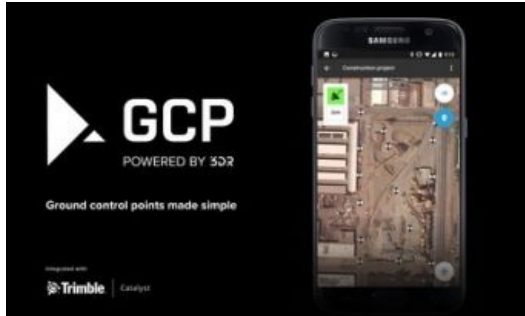 GCP
POWERED BY 3DR
Ground control points made simple
Integrated with
Trimble
Catalyst
SAMSUNG
Construction project